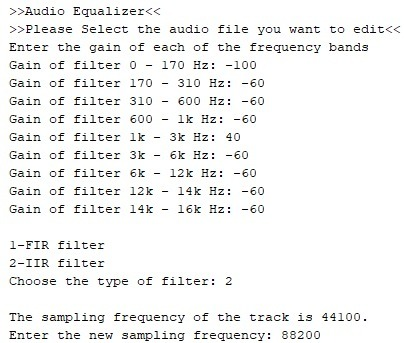 >>Audio Equalizer<<
>>Please Select the audio file you want to edit<<
Enter the gain of each of the frequency bands
Gain of filter 0 - 170 Hz: -100
Gain of filter 170 - 310 Hz: -60
Gain of filter 310 - 600 Hz: -60
Gain of filter 600 - 1k Hz: -60
Gain of filter 1k - 3k Hz: 40
Gain of filter 3k - 6k Hz: -60
Gain of filter 6k - 12k Hz: -60
Gain of filter 12k - 14k Hz: -60
Gain of filter 14k - 16k Hz: -60
1-FIR filter
2-IIR filter
Choose the type of filter: 2
The sampling frequency of the track is 44100.
Enter the new sampling frequency: 88200